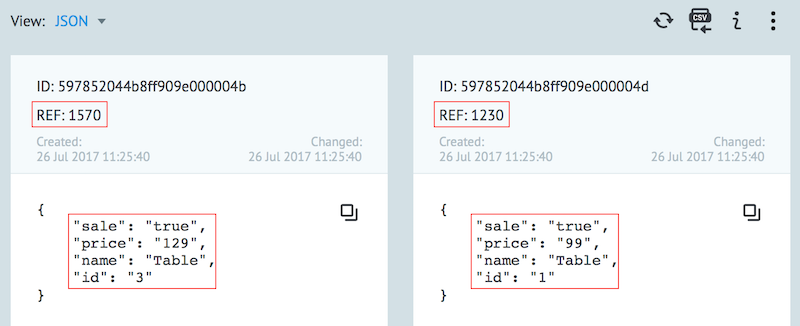 View: JSON
CSV
ID: 597852044b8ff909e000004b
REF: 1570
Created:
Changed:
26 Jul 2017 11:25:40
26 Jul 2017 11:25:40
{
"sale": "true",
"price": "129",
"name": "Table",
"id": "3"
}
ID: 597852044b8ff909e000004d
REF: 1230
Created:
Changed:
26 Jul 2017 11:25:40
26 Jul 2017 11:25:40
{
"sale": "true",
"price": "99",
"name": "Table",
"id": "1"
}